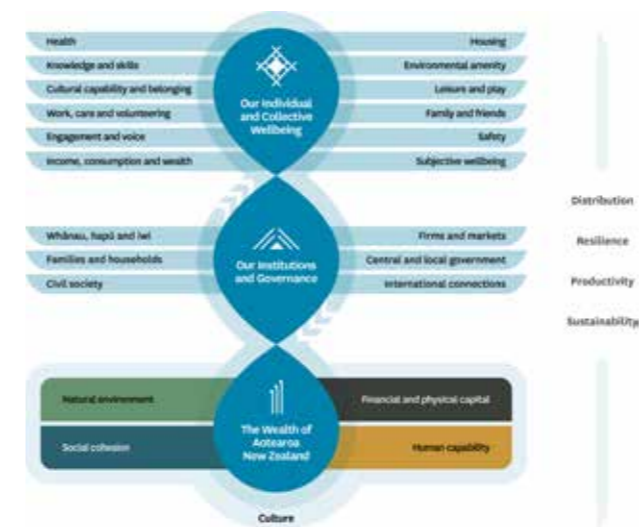 Health
Housing
Knowledge and skills
Environmental amenity
Cultural capability and belonging
Leisure and play
Our Individual
and Collective
Wellbeing
Work, care and volunteering
Family and friends
Engagement and voice
Safety
Income, consumption and wealth
Subjective wellbeing
Distribution
Resilience
Productivity
Sustainability
Whānau, hapū and iwi
Firms and markets
Families and households
Central and local government
Our Institutions
and Governance
Civil society
International connections
Natural environment
Financial and physical capital
Social cohesion
Human capability
The Wealth of
Aotearoa
New Zealand
Culture